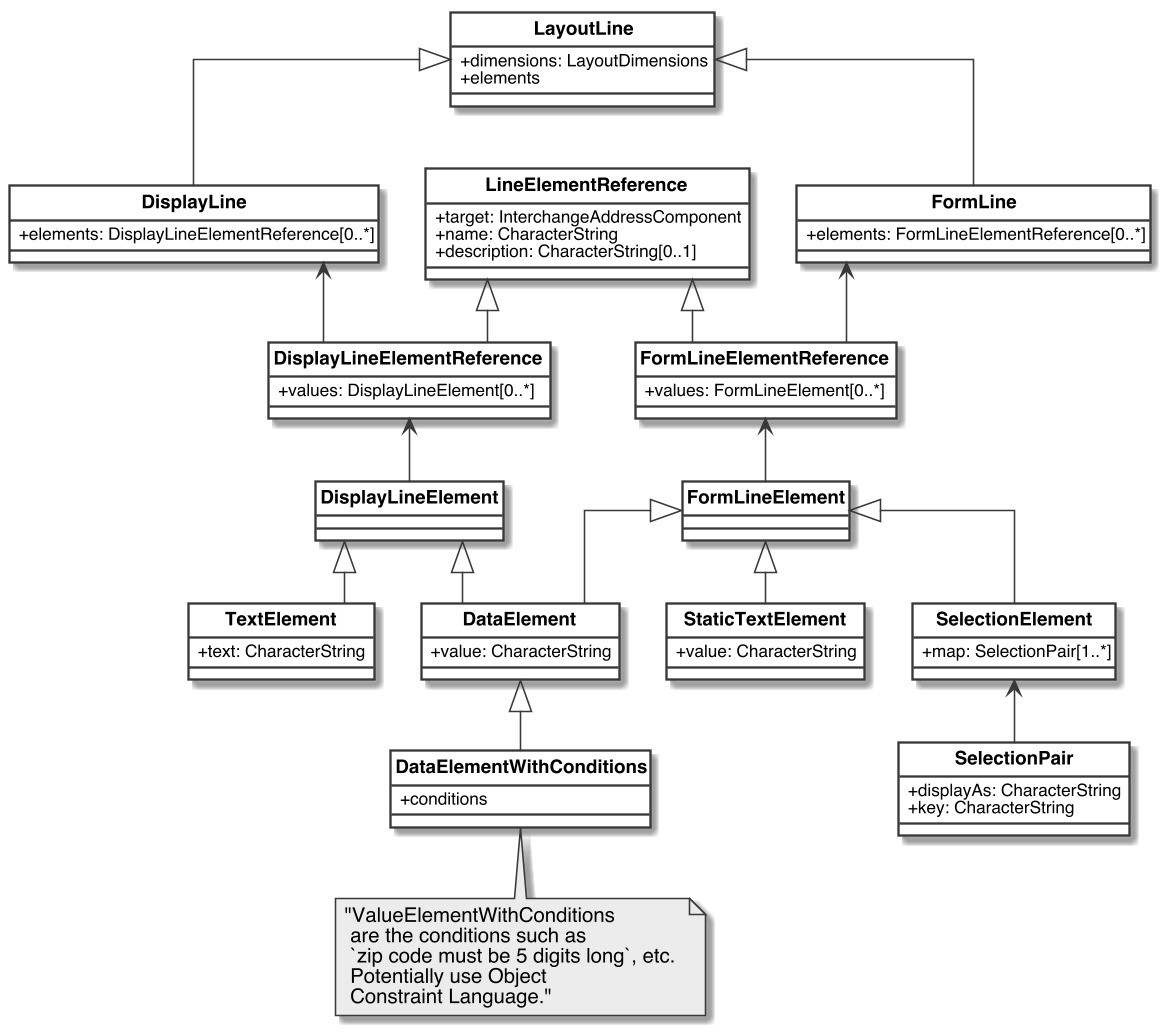 LayoutLine
+dimensions: LayoutDimensions
+elements
DisplayLine
+elements: DisplayLineElementReference[0..*]
LineElementReference
+target: InterchangeAddressComponent
+name: CharacterString
+description: CharacterString[0..1]
FormLine
+elements: FormLineElementReference[0..*]
DisplayLineElementReference
+values: DisplayLineElement[0..*]
FormLineElementReference
+values: FormLineElement[0..*]
DisplayLineElement
FormLineElement
TextElement
+text: CharacterString
DataElement
+value: CharacterString
StaticTextElement
+value: CharacterString
SelectionElement
+map: SelectionPair[1..*]
DataElementWithConditions
+conditions
SelectionPair
+displayAs: CharacterString
+key: CharacterString
"ValueElementWithConditions
are the conditions such as
`zip code must be 5 digits long`, etc.
Potentially use Object
Constraint Language."